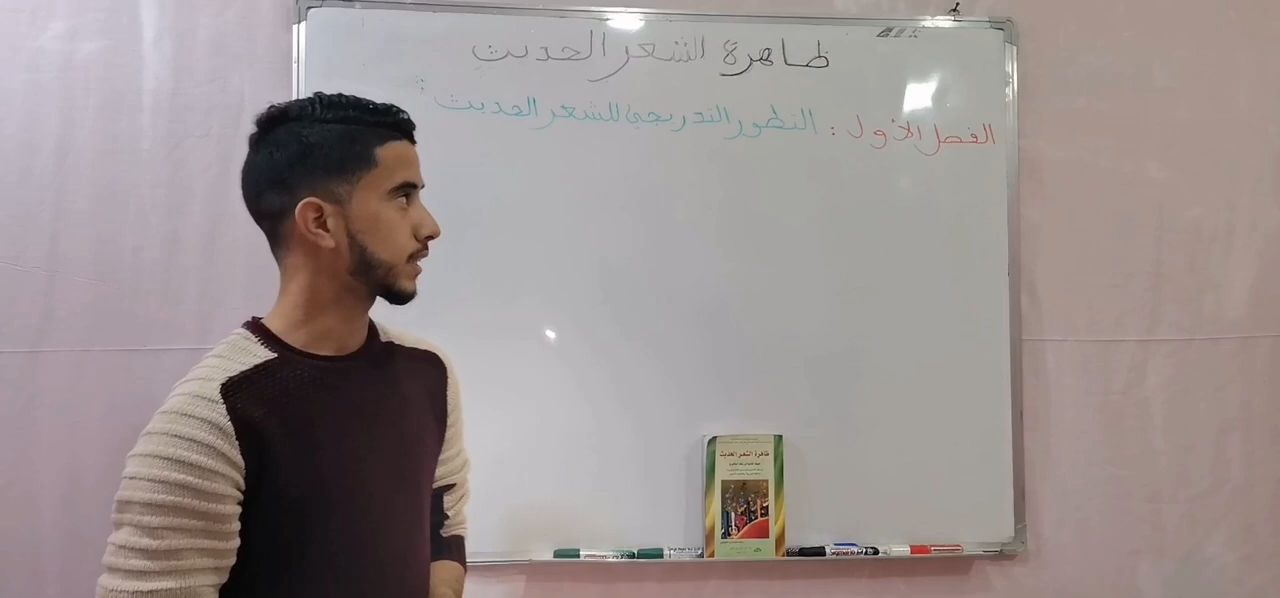 ظاهرة الشعر الحديث
الفصل الأول : التطور التدريجي للشعر الحديث :
ظاهرة الشعر الحديث